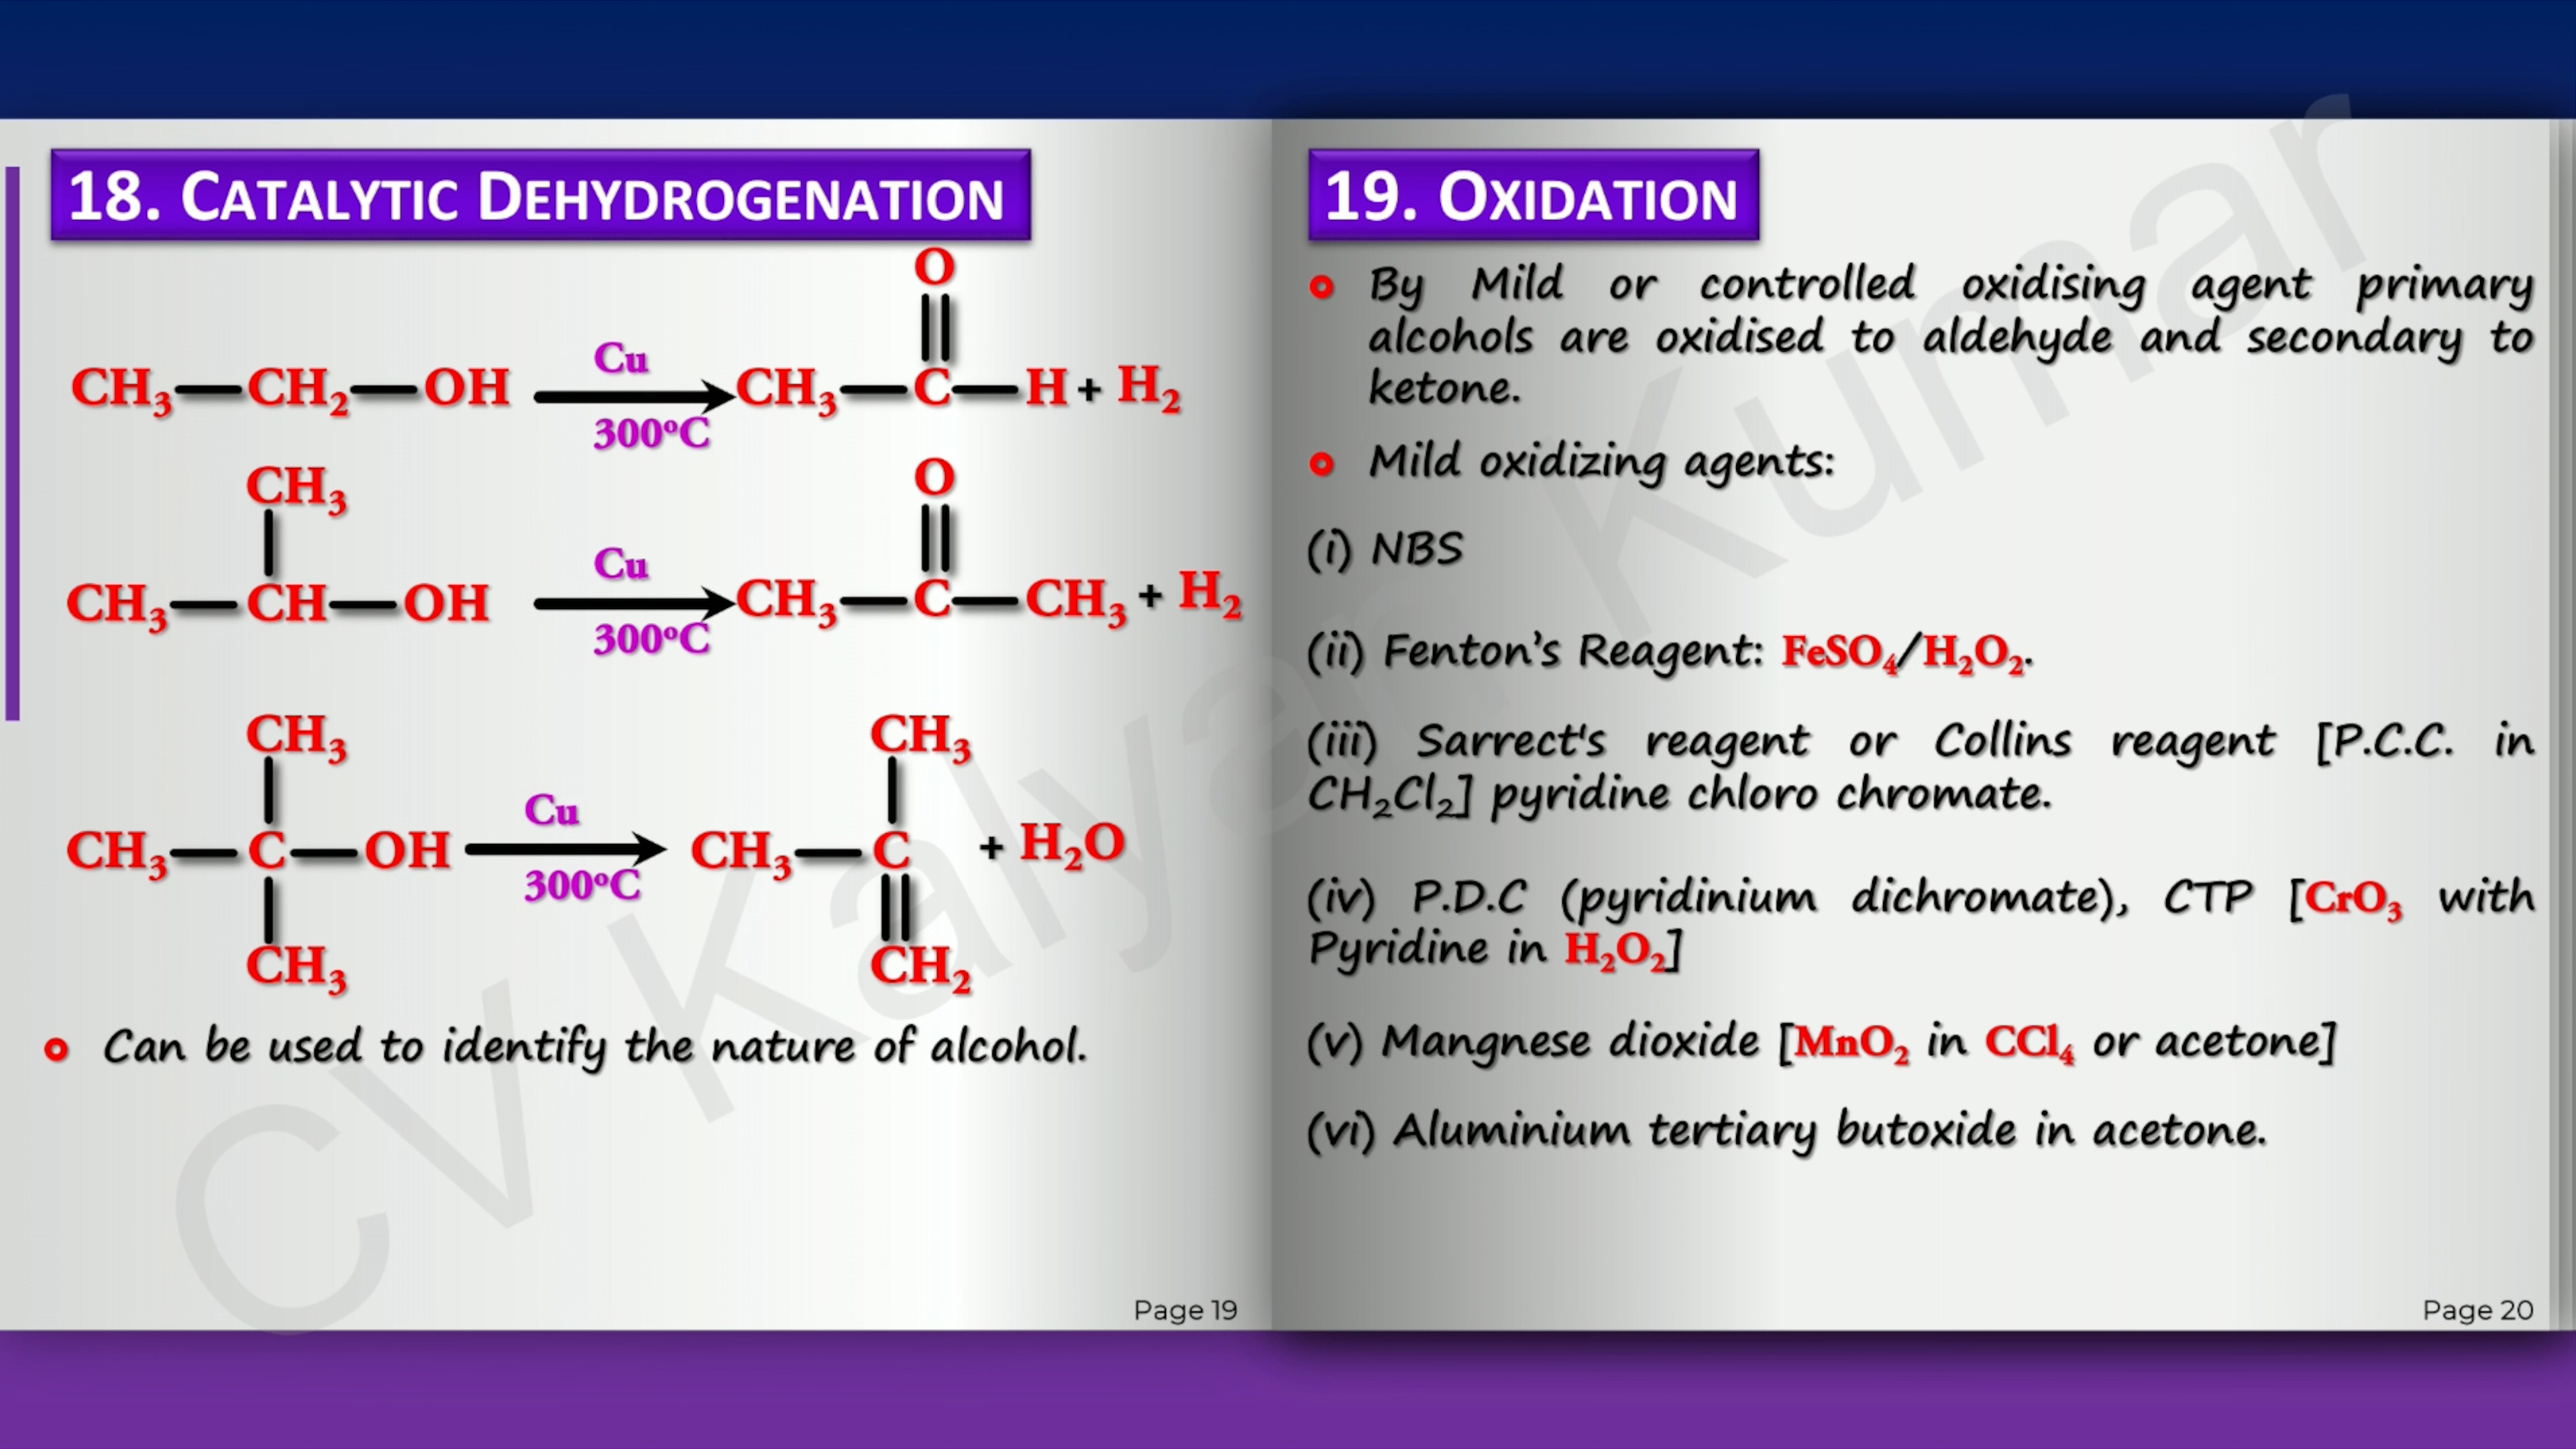 18. CATALYTIC DEHYDROGENATION
O
CH₃—CH₂—OH Cu 300°C CH₃—C—H + H₂
CH₃ O
CH₃—CH—OH Cu 300°C CH₃—C—CH₃ + H₂
CH₃ CH₃
CH₃—C—OH Cu 300°C CH₃—C + H₂O
CH₃ CH₂
Can be used to identify the nature of alcohol.
Page 19
19. OXIDATION
By Mild or controlled oxidising agent primary
alcohols are oxidised to aldehyde and secondary to
ketone.
Mild oxidizing agents:
(i) NBS
(ii) Fenton's Reagent: FeSO₄/H₂O₂.
(iii) Sarrect's reagent or Collins reagent [P.C.C. in
CH₂Cl₂] pyridine chloro chromate.
(iv) P.D.C (pyridinium dichromate), CTP [CrO₃ with
Pyridine in H₂O₂]
(v) Mangnese dioxide [MnO₂ in CCl₄ or acetone]
(vi) Aluminium tertiary butoxide in acetone.
Page 20
CV Kalyan Kumar